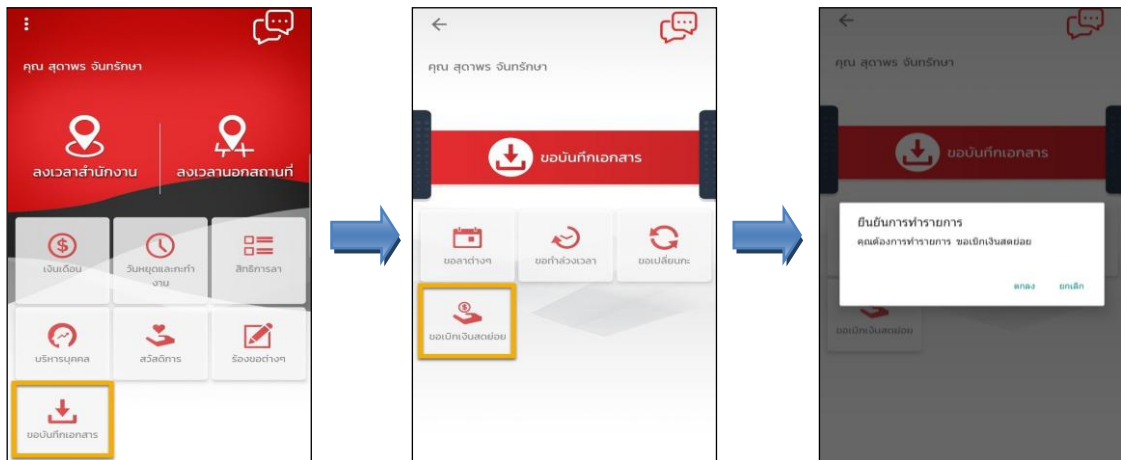 คุณ สุดาพร จันทรักษา
ลงเวลาสำนักงาน
ลงเวลานอกสถานที่
เงินเดือน
วันหยุดและกะทำ
งาน
สิทธิการลา
บริหารบุคคล
สวัสดิการ
ร้องขอต่างๆ
ขอบันทึกเอกสาร
คุณ สุดาพร จันทรักษา
ขอบันทึกเอกสาร
ขอลาต่างๆ
ขอทำล่วงเวลา
ขอเปลี่ยนกะ
ขอเบิกเงินสดย่อย
คุณ สุดาพร จันทรักษา
ขอบันทึกเอกสาร
ยืนยันการทำรายการ
คุณต้องการทำรายการ ขอเบิกเงินสดย่อย
ตกลง
ยกเลิก
ขอเบิกเงินสดย่อย